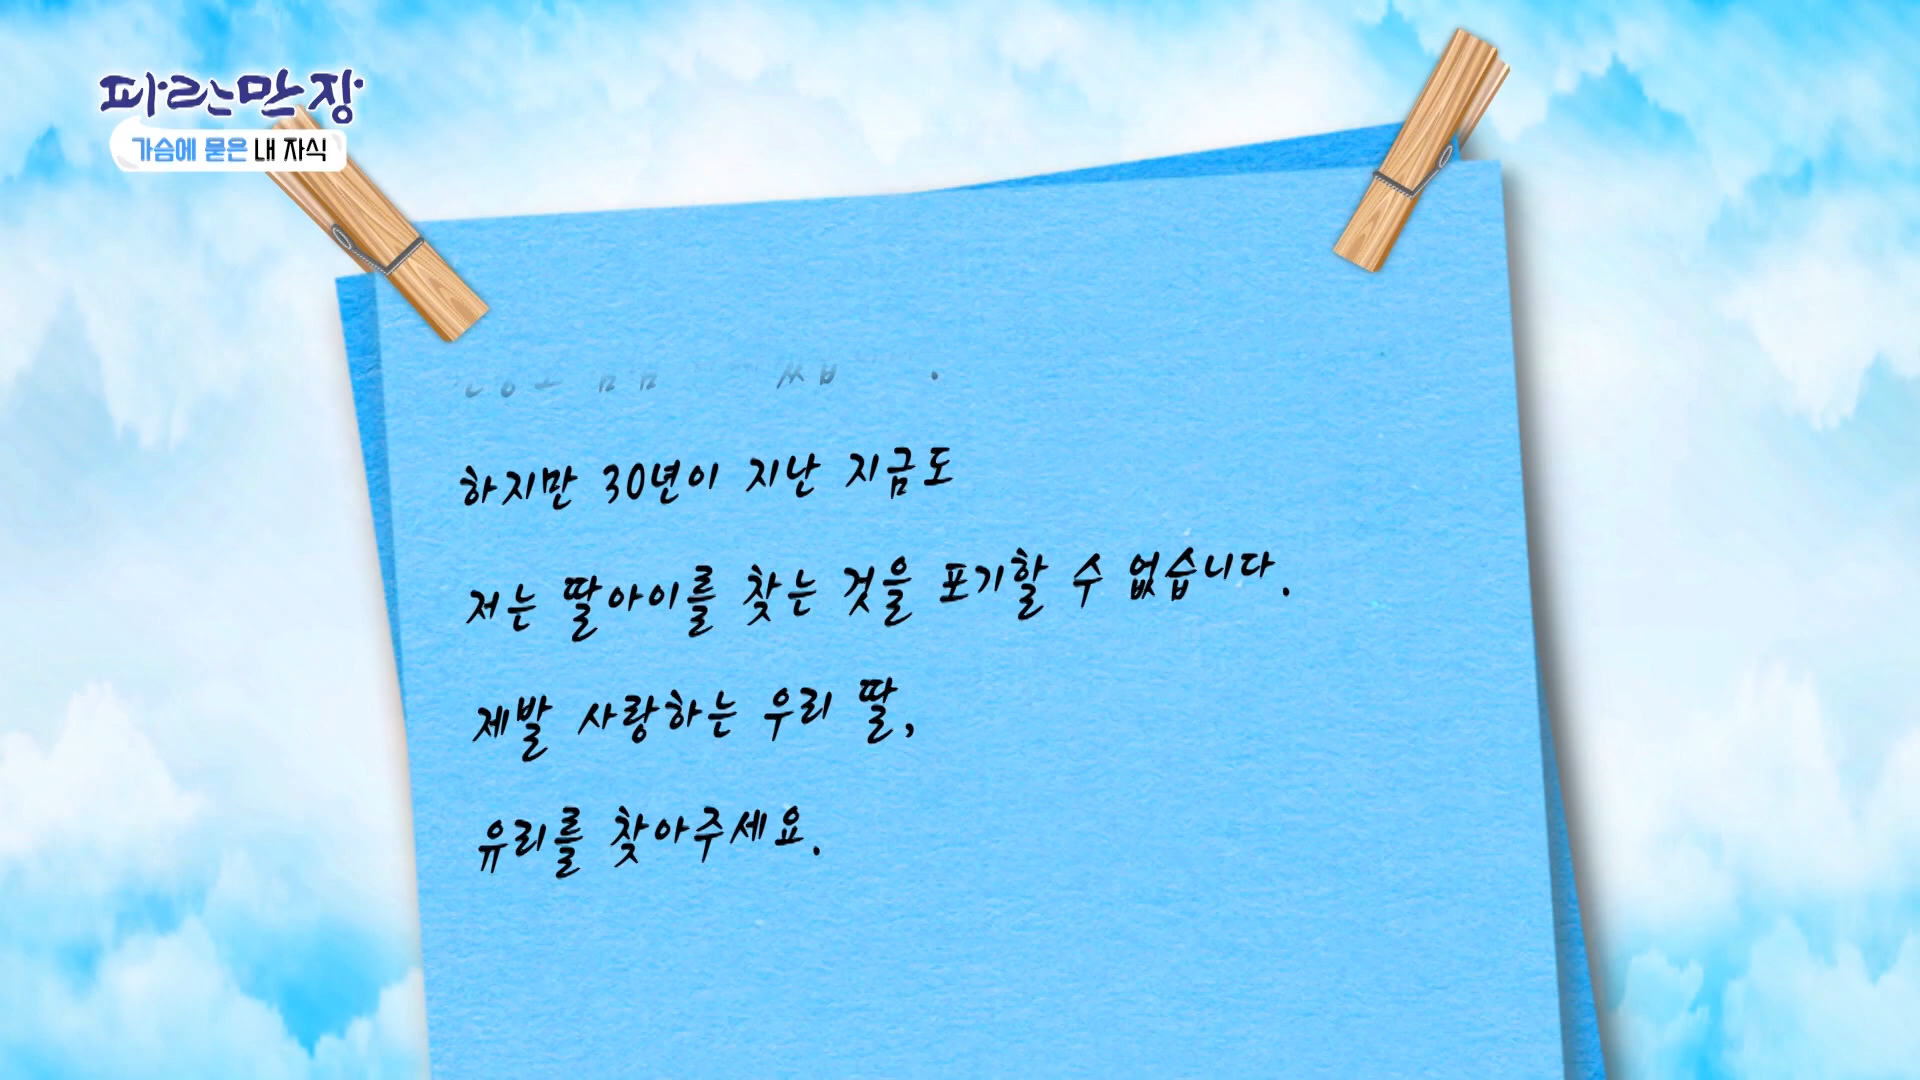 파란만장
가슴에 묻은 내 자식
하지만 30년이 지난 지금도
저는 딸아이를 찾는 것을 포기할 수 없습니다.
제발 사랑하는 우리 딸,
유리를 찾아주세요.